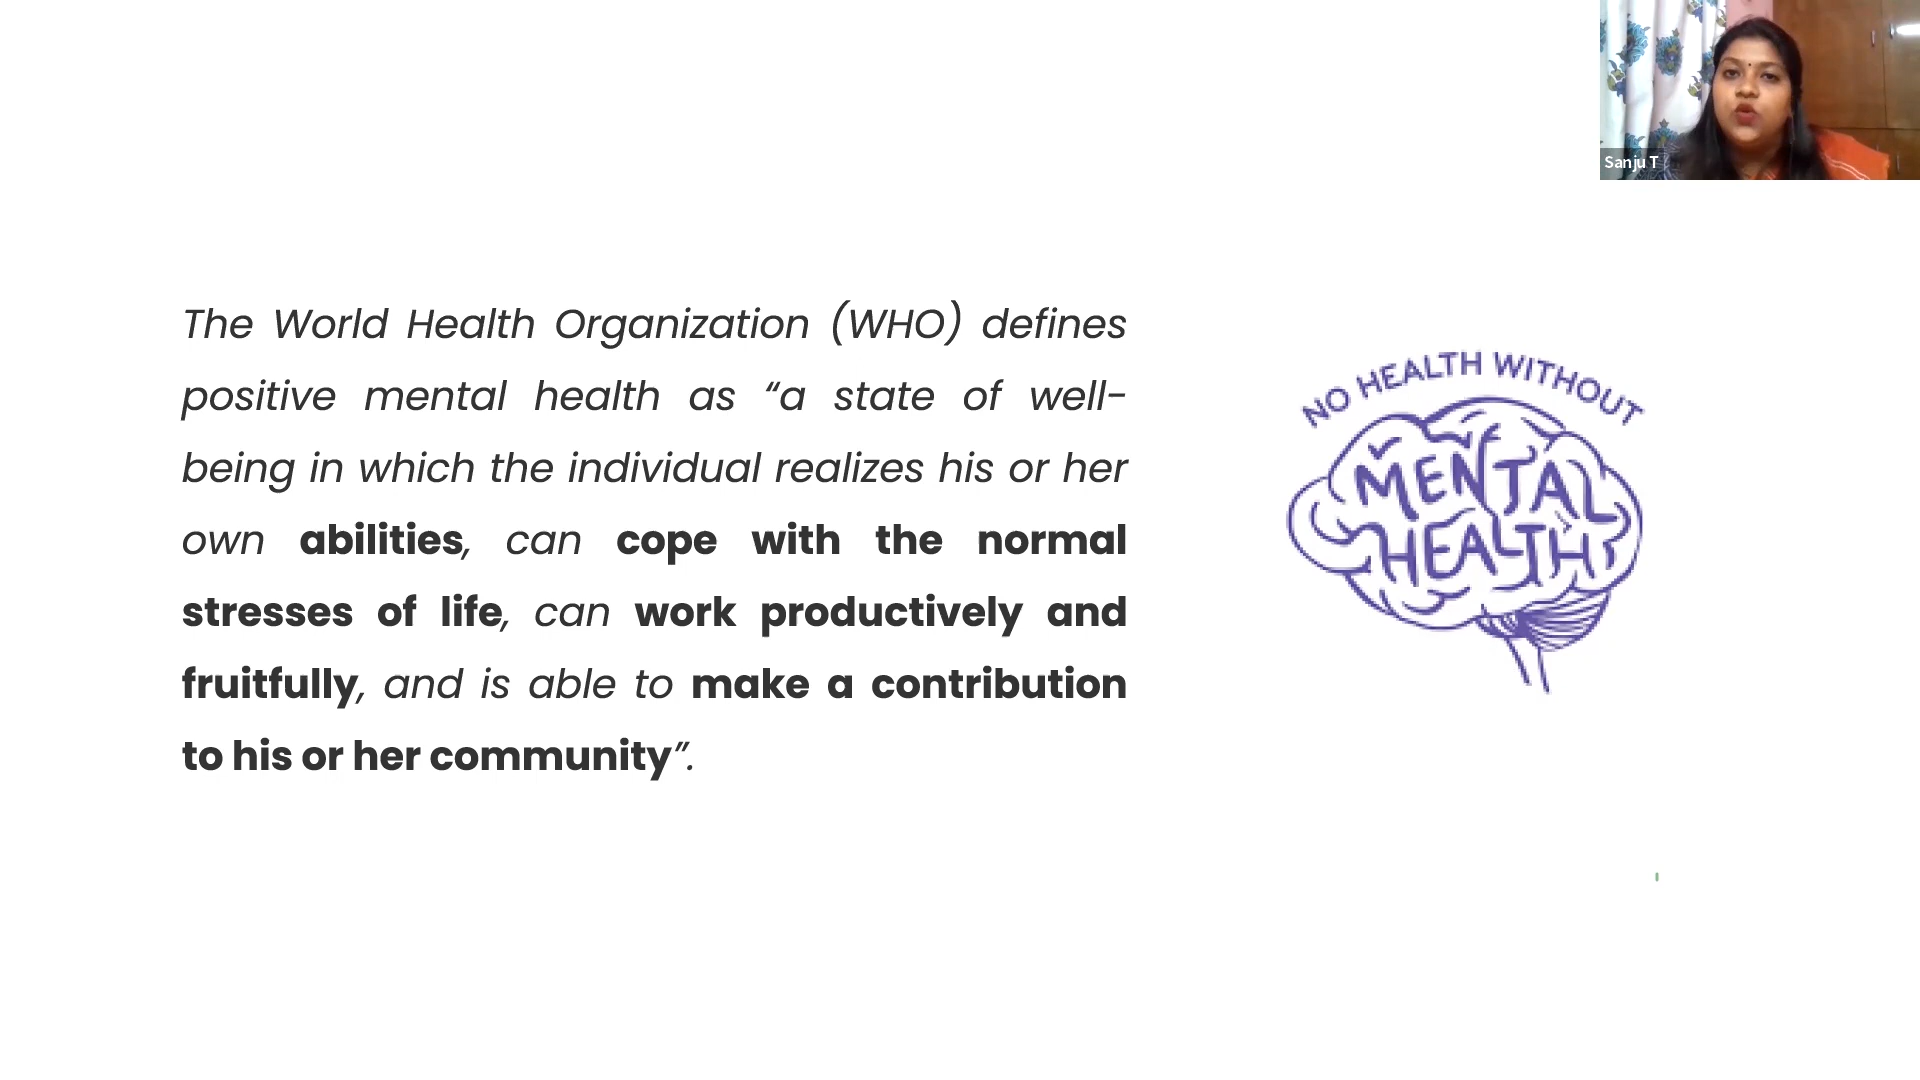 Sanju T
The World Health Organization (WHO) defines
positive mental health as “a state of well-
being in which the individual realizes his or her
own abilities, can cope with the normal
stresses of life, can work productively and
fruitfully, and is able to make a contribution
to his or her community”.
NO HEALTH WITHOUT
MENTAL
HEALTH